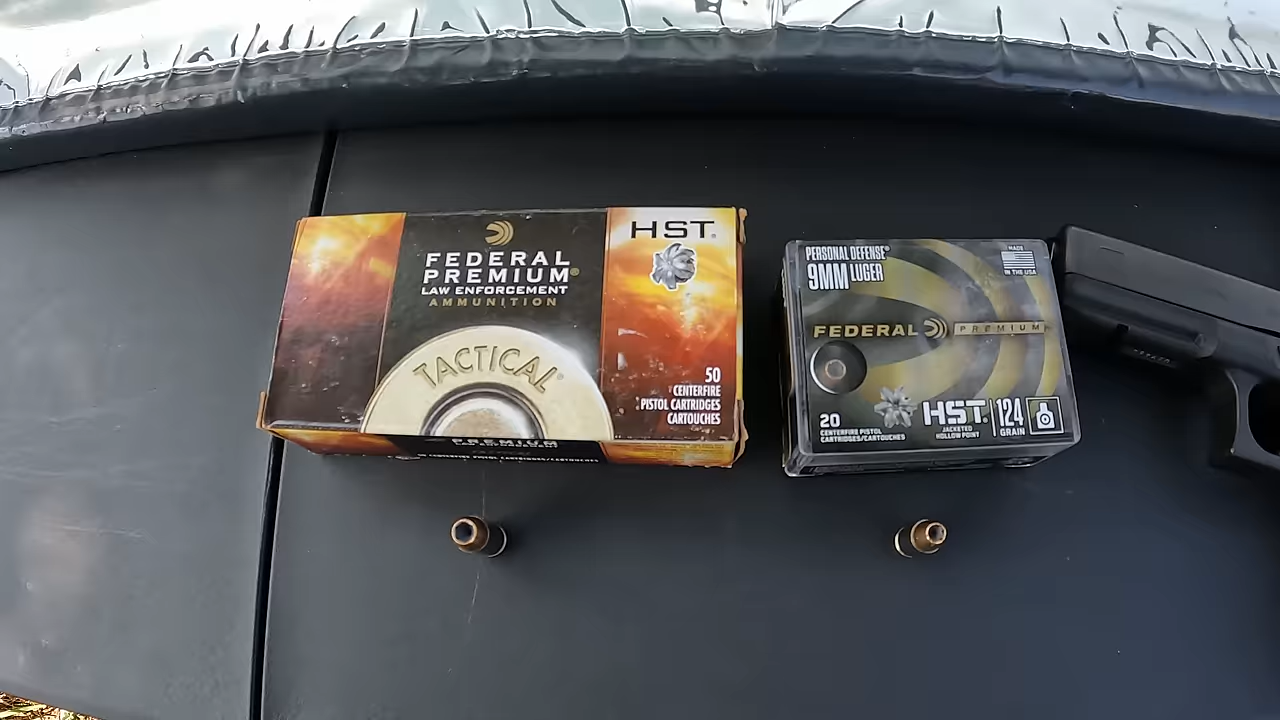 FEDERAL
PREMIUM®
LAW ENFORCEMENT
AMMUNITION
TACTICAL®
HST®
50
CENTERFIRE
PISTOL CARTRIDGES
CARTOUCHES
PREMIUM
PERSONAL DEFENSE®
9MM LUGER
MADE
IN THE USA
FEDERAL PREMIUM
20
CENTERFIRE PISTOL
CARTRIDGES/CARTOUCHES
HST®
JACKETED
HOLLOW POINT
124
GRAIN